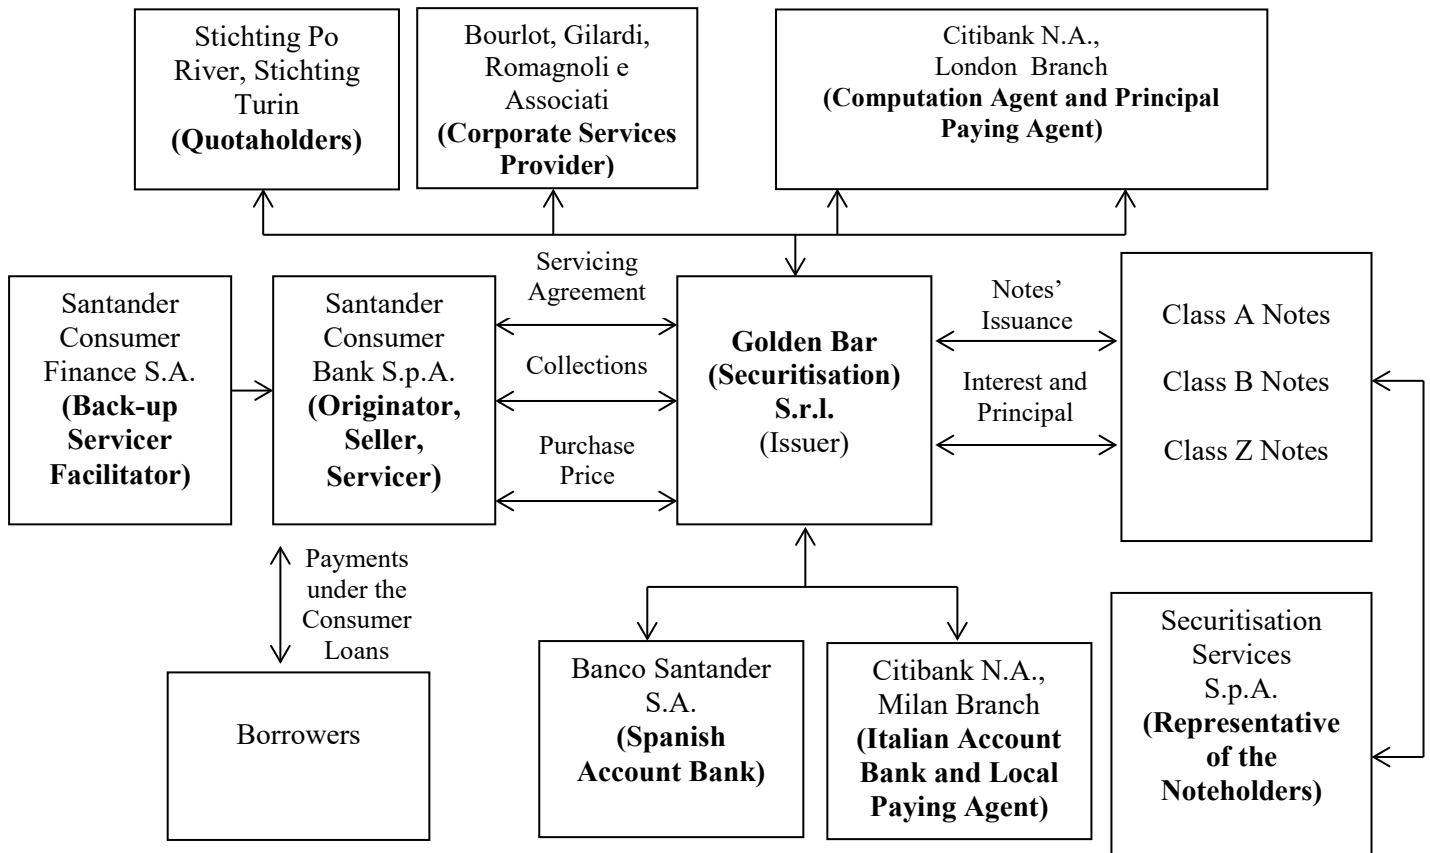 Stichting Po
River, Stichting
Turin
(Quotaholders)
Bourlot, Gilardi,
Romagnoli e
Associati
(Corporate Services
Provider)
Citibank N.A.,
London Branch
(Computation Agent and Principal
Paying Agent)
Santander
Consumer
Finance S.A.
(Back-up
Servicer
Facilitator)
Santander
Consumer
Bank S.p.A.
(Originator,
Seller,
Servicer)
Servicing
Agreement
Collections
Purchase
Price
Golden Bar
(Securitisation)
S.r.l.
(Issuer)
Notes’
Issuance
Interest and
Principal
Class A Notes
Class B Notes
Class Z Notes
Payments
under the
Consumer
Loans
Borrowers
Banco Santander
S.A.
(Spanish
Account Bank)
Citibank N.A.,
Milan Branch
(Italian Account
Bank and Local
Paying Agent)
Securitisation
Services
S.p.A.
(Representative
of the
Noteholders)